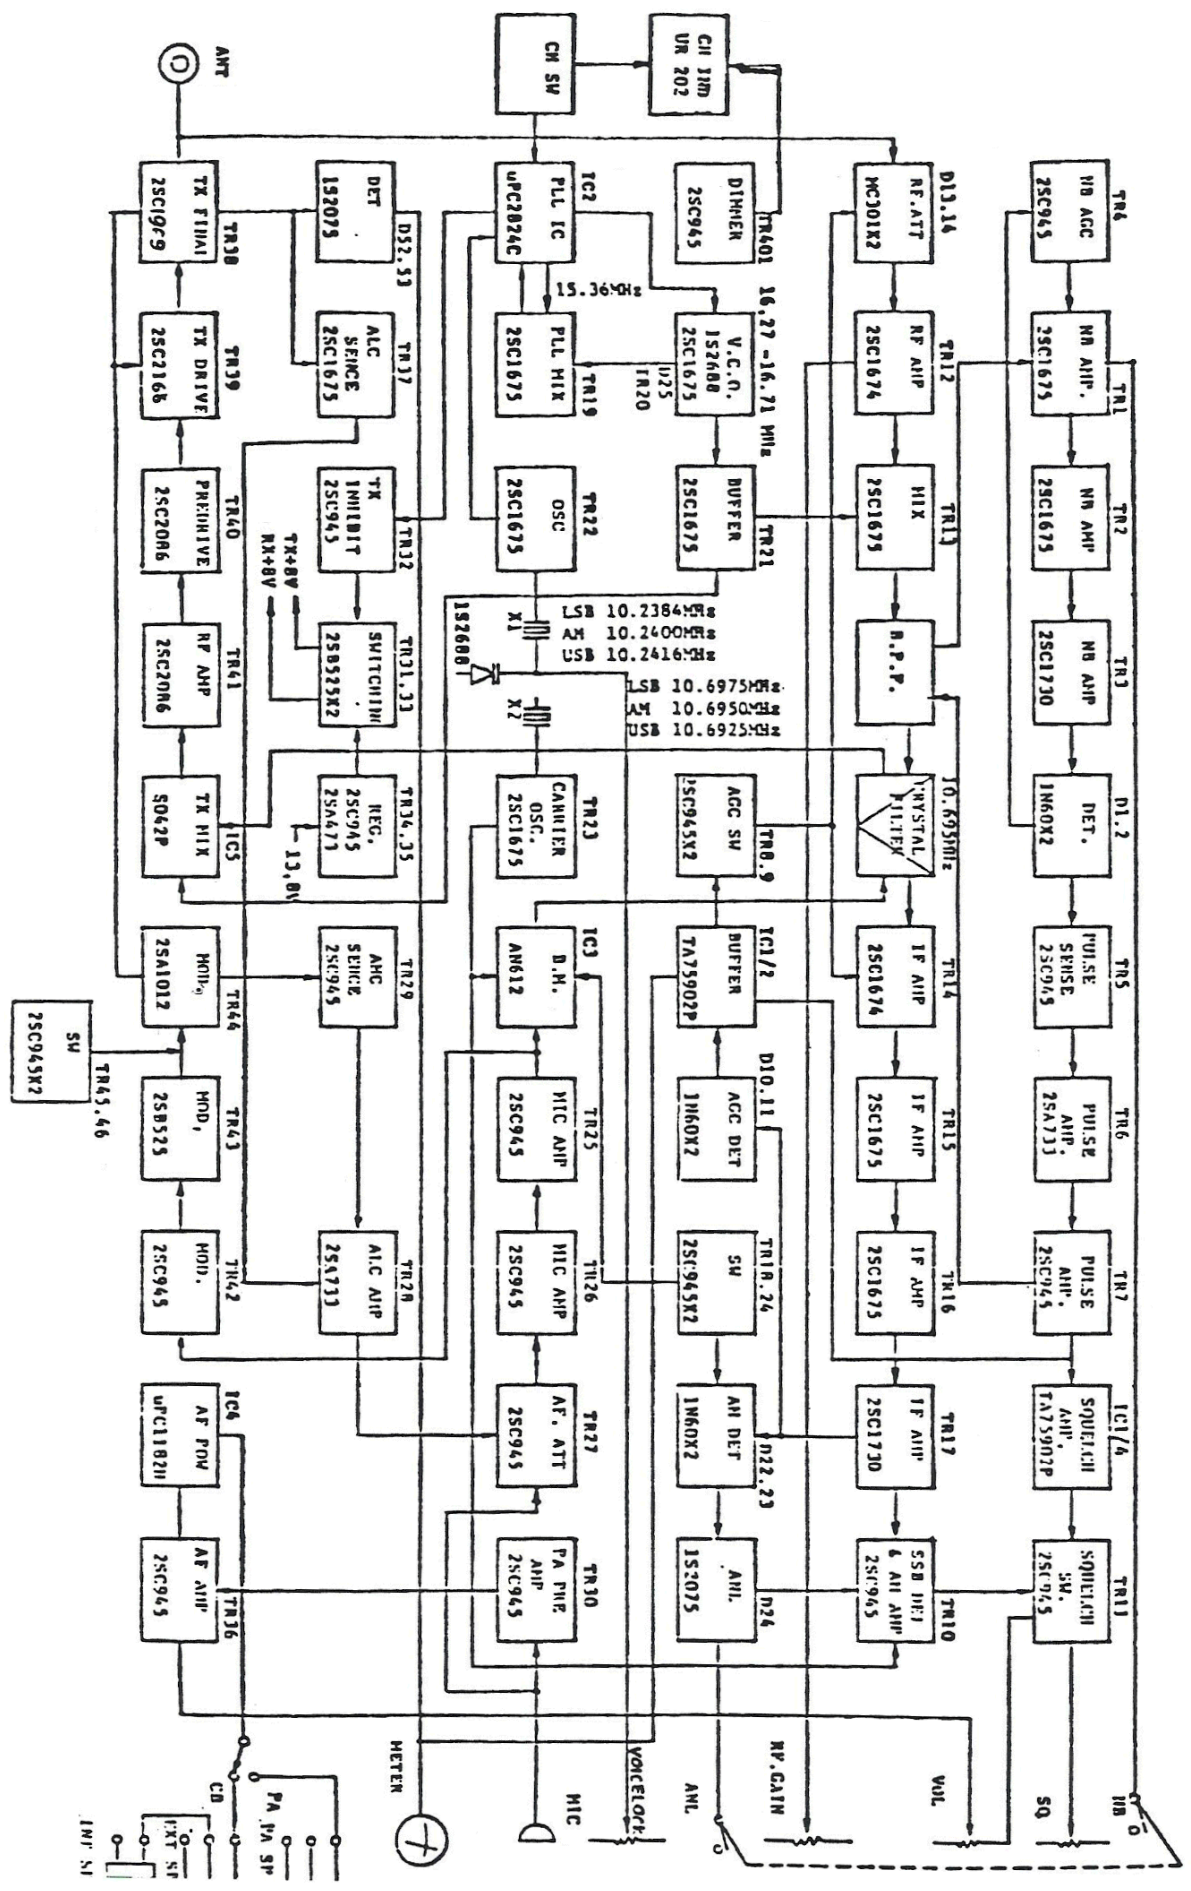 TR4
NB AGC
2SC945
TR1
NB AMP.
2SC1675
TR2
NB AMP
2SC1675
TR3
NB AMP
2SC1730
D1.2
DET.
1N60X2
TR5
PULSE
SENSE
2SC945
TR6
PULSE
AMP.
2SA733
TR7
PULSE
AMP.
2SC945
IC1/4
SQUELCH
AMP.
TA75902P
TR11
SQUELCH
SW.
2SC945
SQ
NB
D13.14
RF.ATT
MC301X2
TR12
RF AMP
2SC1674
TR13
MIX
2SC1675
B.P.F.
10.695MHz
CRYSTAL
FILTER
TR14
IF AMP
2SC1674
TR15
IF AMP
2SC1675
TR16
IF AMP
2SC1675
TR17
IF AMP
2SC1730
TR10
SSB DET
& AM AMP
2SC945
VOL
CH IND
UR 202
TR401
DIMMER
2SC945
16.27 -16.71 MHz
V.C.O.
1S2688
2SC1675
D25
TR20
TR21
BUFFER
2SC1675
TR8.9
AGC SW
2SC945X2
IC1/2
BUFFER
TA75902P
D10.11
AGC DET
1N60X2
TR18.24
SW
2SC945X2
D22.23
AM DET
1N60X2
D24
ANL
1S2075
ANL
RF.GAIN
LSB 10.2384MHz
AM 10.2400MHz
USB 10.2416MHz
LSB 10.6975MHz
AM 10.6950MHz
USB 10.6925MHz
CH SW
IC2
PLL IC
uPC2824C
15.36MHz
TR19
PLL MIX
2SC1675
TR22
OSC
2SC1675
X1
1S2688
X2
TR23
CARRIER
OSC.
2SC1675
IC3
B.M.
AN612
TR25
MIC AMP
2SC945
TR26
MIC AMP
2SC945
TR27
AF. ATT
2SC945
TR30
PA PRE
AMP
2SC945
MIC
VOICELOCK
D52.53
DET
1S2075
TR37
ALC
SENCE
2SC1675
TR32
TX
INHIBIT
2SC945
TX+8V
RX+8V
TR31.33
SWITCHING
2SB525X2
TR34.35
REG.
2SC945
2SA473
13.8V
TR29
AMC
SENCE
2SC945
TR28
ALC AMP
2SA733
METER
ANT
TR38
TX FINAL
2SC1969
TR39
TX DRIVE
2SC2166
TR40
PREDRIVE
2SC2086
TR41
RF AMP
2SC2086
IC5
TX MIX
SO42P
TR44
MOD.
2SA1012
TR43
MOD,
2SB525
TR42
MOD.
2SC945
IC4
AF POW
uPC1182H
TR36
AF AMP
2SC945
TR45.46
SW
2SC945X2
CB
PA
PA SP
EXT SP